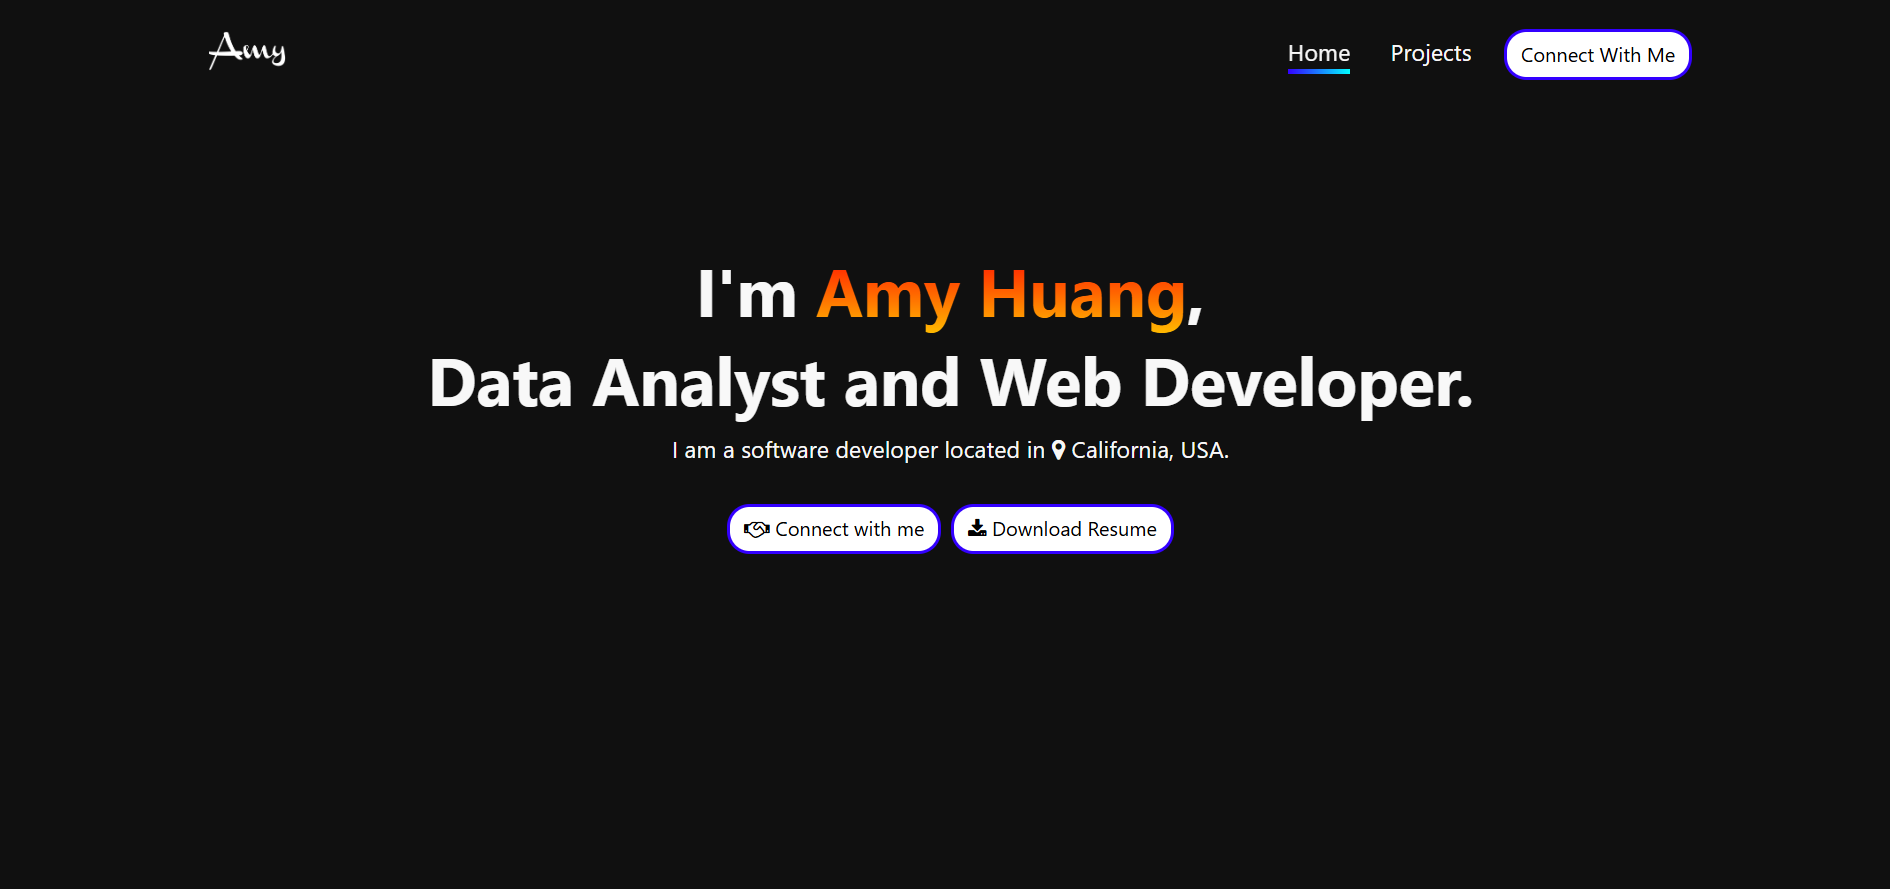 Amy
Home Projects Connect With Me
I'm Amy Huang,
Data Analyst and Web Developer.
I am a software developer located in California, USA.
Connect with me Download Resume